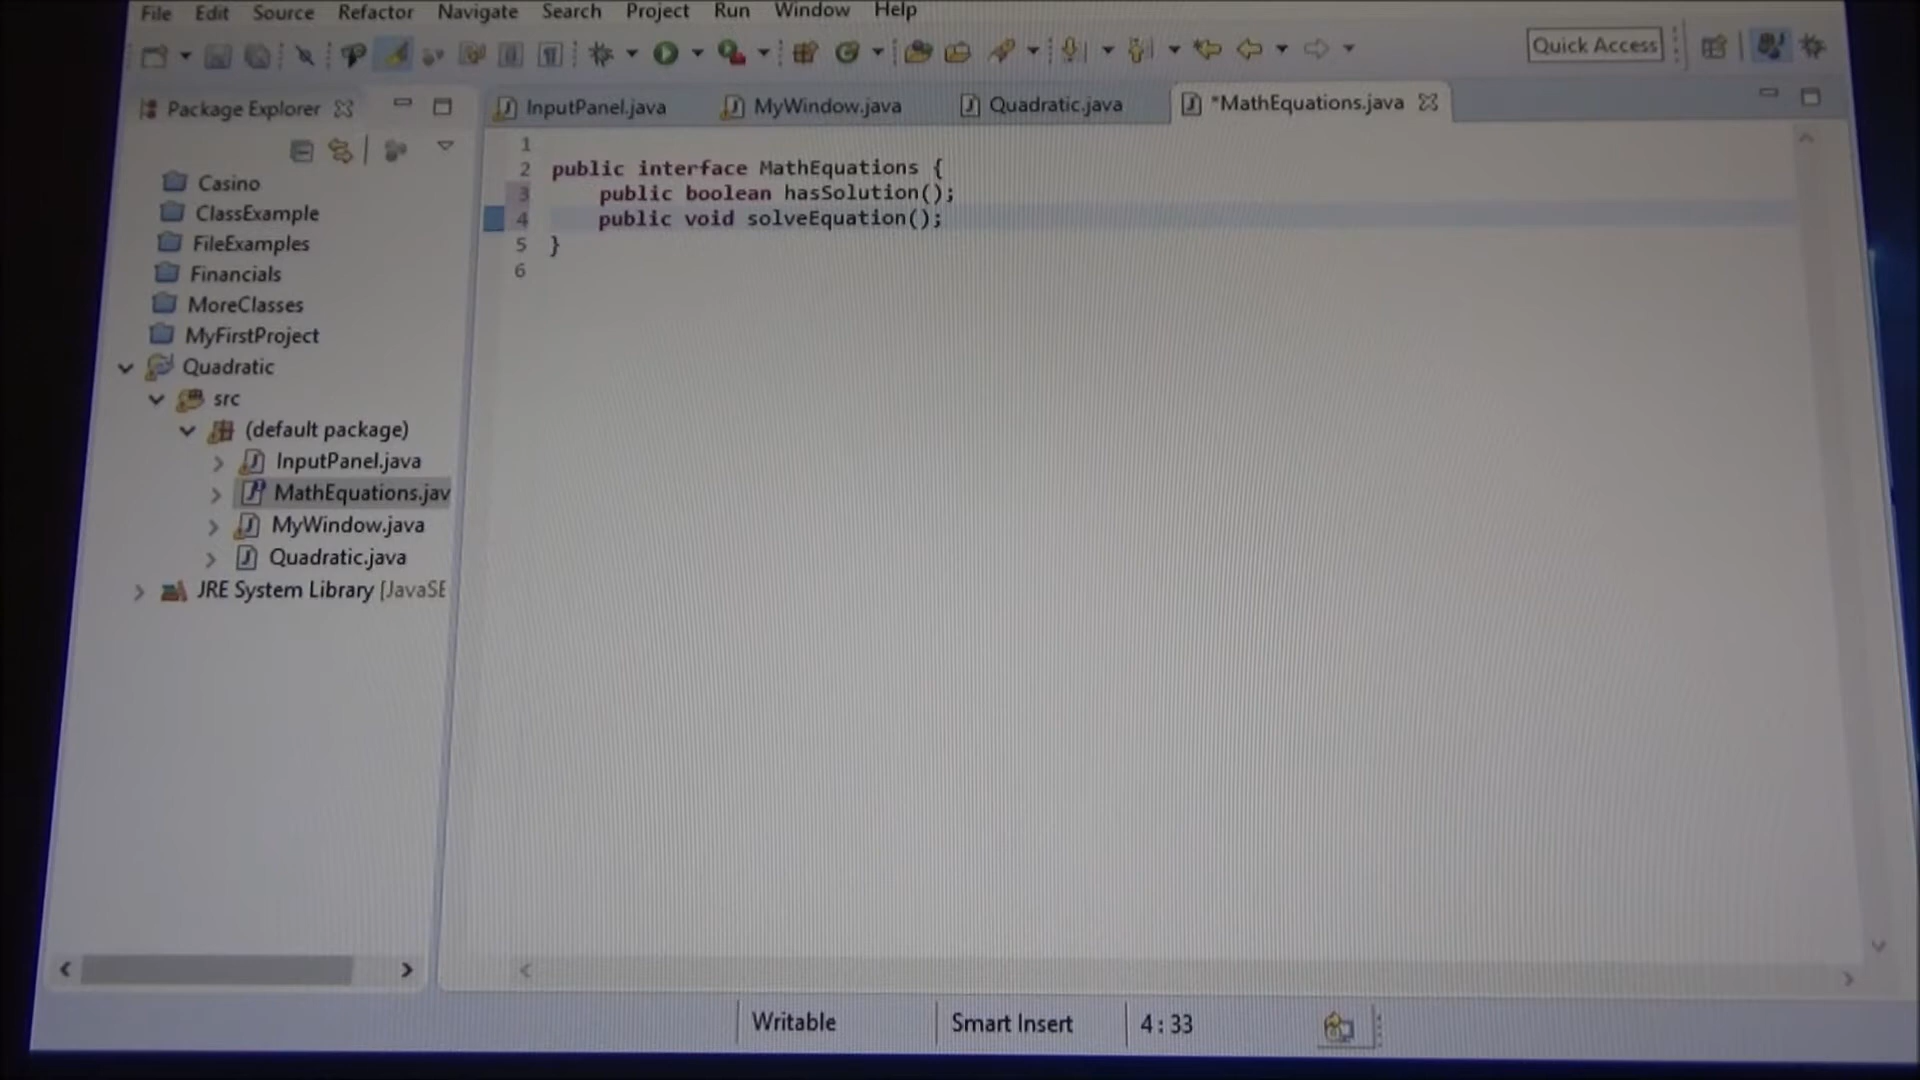 File Edit Source Refactor Navigate Search Project Run Window Help
Quick Access
Package Explorer
InputPanel.java MyWindow.java Quadratic.java *MathEquations.java
Casino
ClassExample
FileExamples
Financials
MoreClasses
MyFirstProject
Quadratic
src
(default package)
InputPanel.java
MathEquations.jav
MyWindow.java
Quadratic.java
JRE System Library [JavaSE
1
2 public interface MathEquations {
3 public boolean hasSolution();
4 public void solveEquation();
5 }
6
Writable Smart Insert 4 : 33